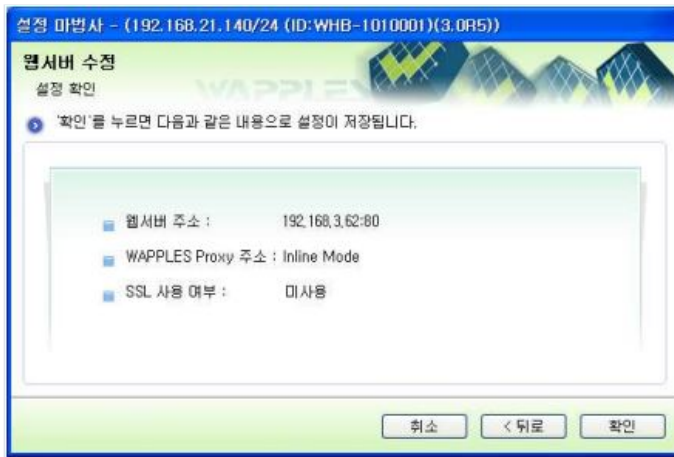 설정 마법사 - (192.168.21.140/24 (ID:WHB-1010001)(3.0R5))
웹서버 수정
설정 확인
WAPPLES
'확인'를 누르면 다음과 같은 내용으로 설정이 저장됩니다.
웹서버 주소 : 192.168.3.62:80
WAPPLES Proxy 주소 : Inline Mode
SSL 사용 여부 : 미사용
취소 < 뒤로 확인